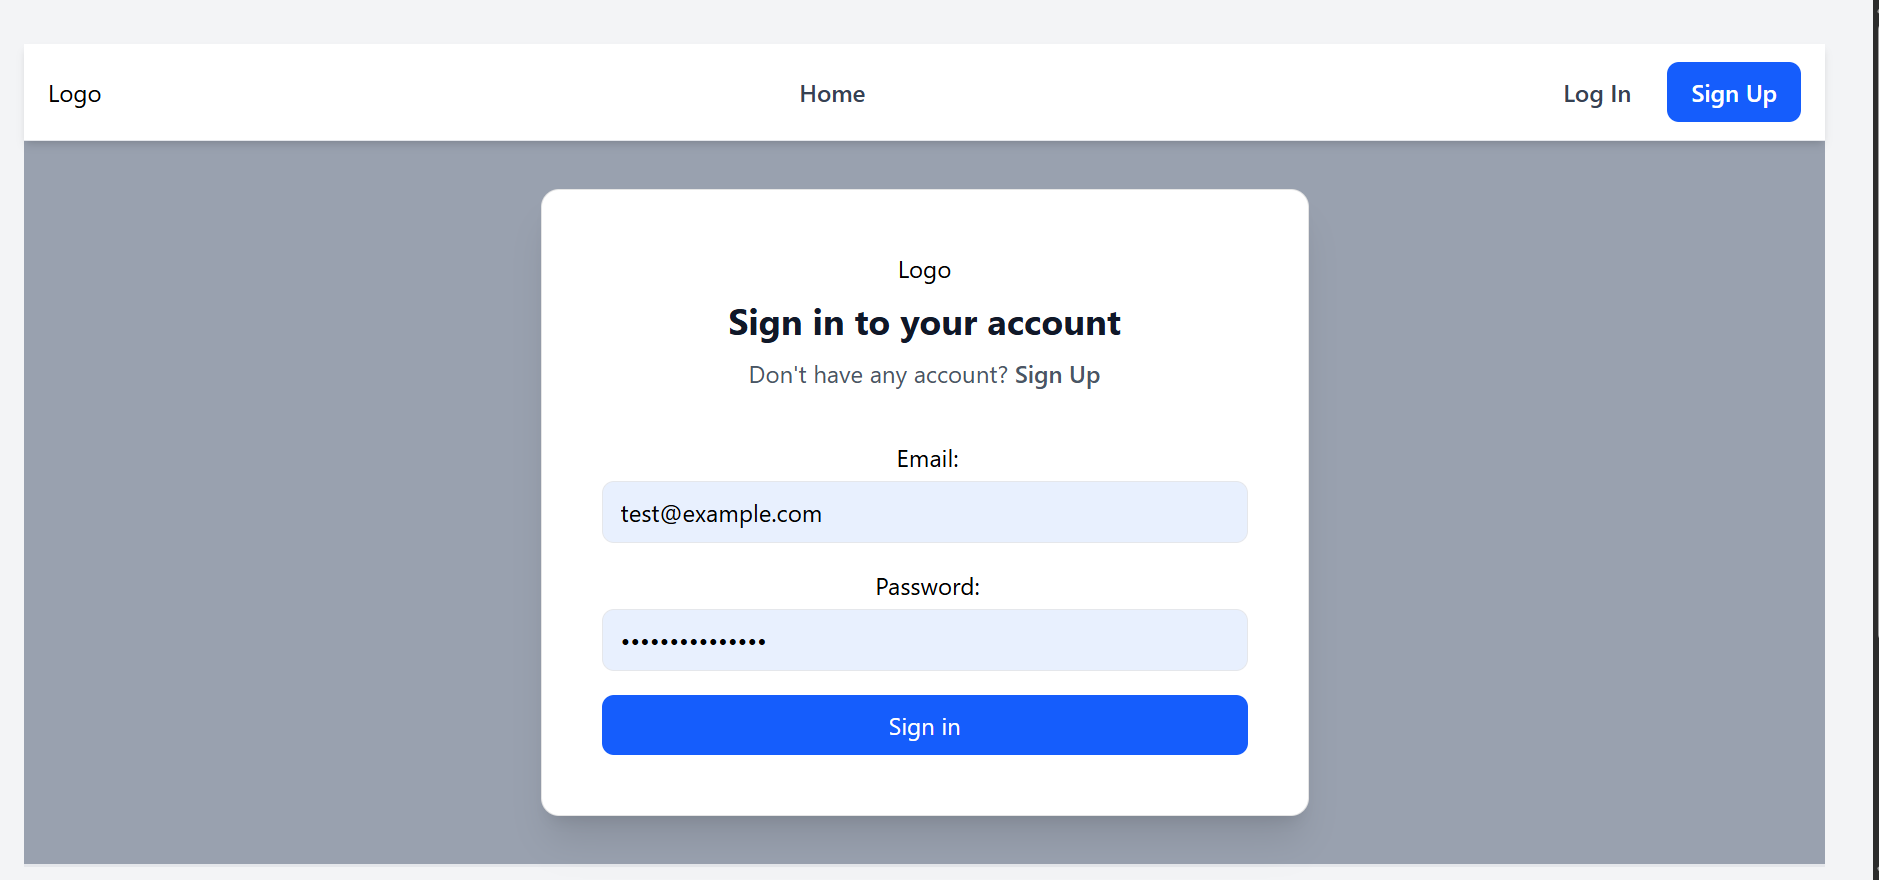 Logo Home Log In Sign Up
Logo
Sign in to your account
Don't have any account? Sign Up
Email:
test@example.com
Password:
•••••••••••••••
Sign in